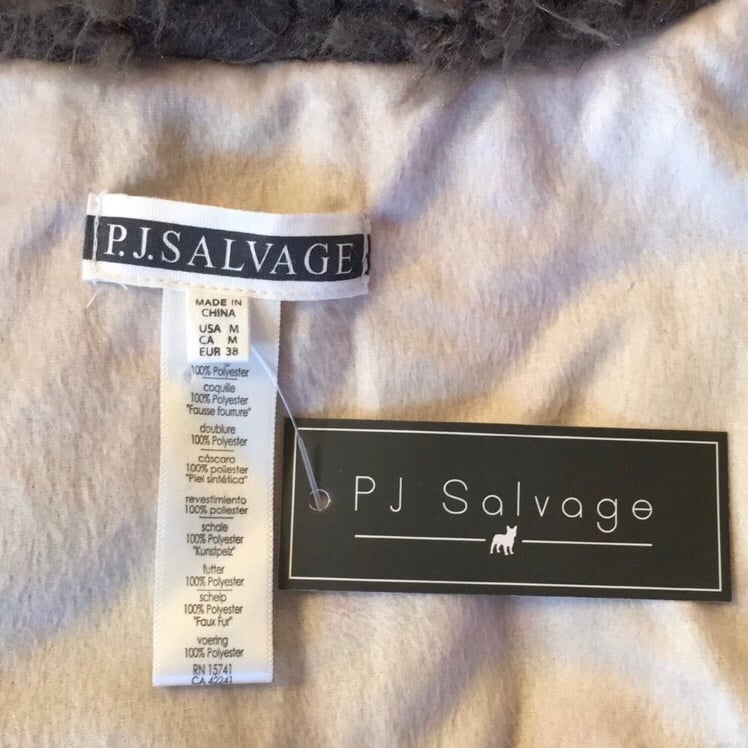 P.J.SALVAGE
MADE IN
CHINA
USA M
CA M
EUR 38
100% Polyester
coquille
100% Polyester
"Fausse fourrure"
doublure
100% Polyester
cáscara
100% poliester
"Piel sintética"
revestimiento
100% poliester
schale
100% Polyester
"Kunstpelz"
futter
100% Polyester
schelp
100% Polyester
"Faux Fur"
voering
100% Polyester
RN 15741
CA 42241
PJ Salvage